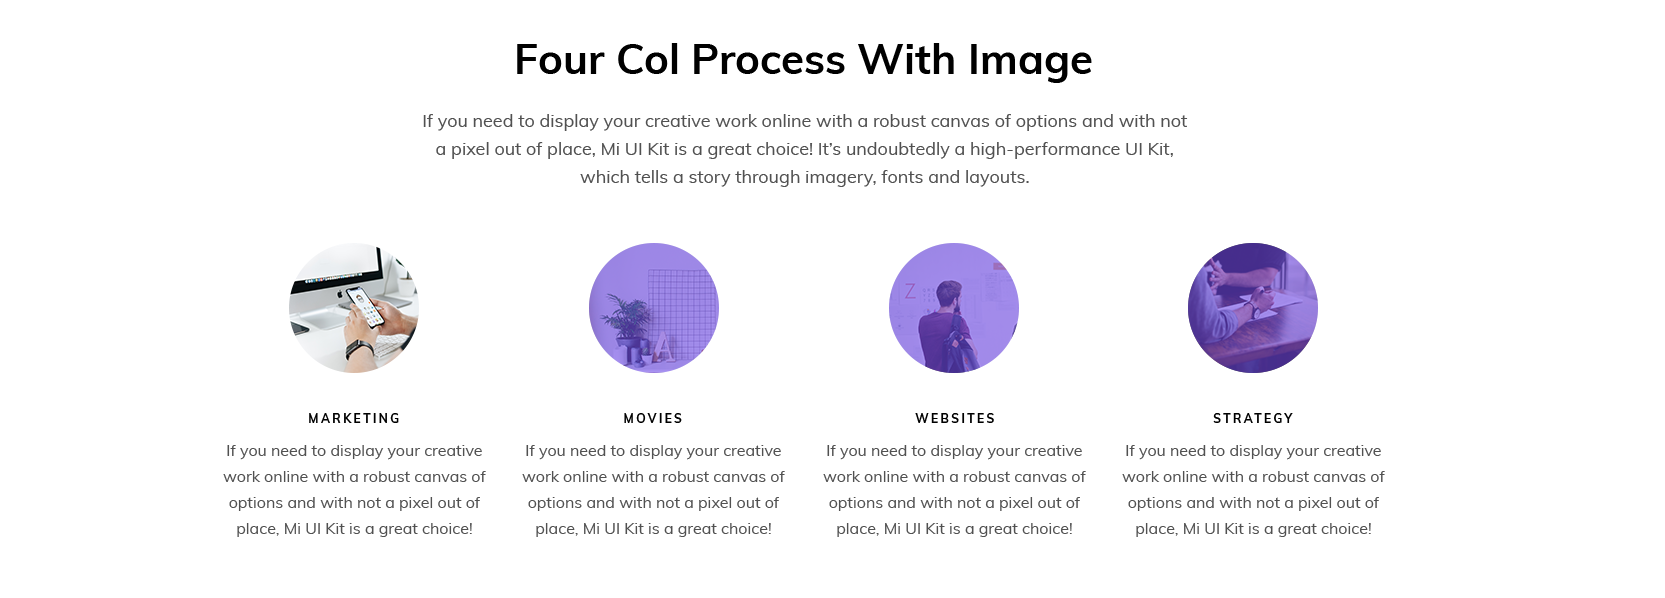 Four Col Process With Image
If you need to display your creative work online with a robust canvas of options and with not
a pixel out of place, Mi UI Kit is a great choice! It’s undoubtedly a high-performance UI Kit,
which tells a story through imagery, fonts and layouts.
Z
A
MARKETING
If you need to display your creative
work online with a robust canvas of
options and with not a pixel out of
place, Mi UI Kit is a great choice!
MOVIES
If you need to display your creative
work online with a robust canvas of
options and with not a pixel out of
place, Mi UI Kit is a great choice!
WEBSITES
If you need to display your creative
work online with a robust canvas of
options and with not a pixel out of
place, Mi UI Kit is a great choice!
STRATEGY
If you need to display your creative
work online with a robust canvas of
options and with not a pixel out of
place, Mi UI Kit is a great choice!